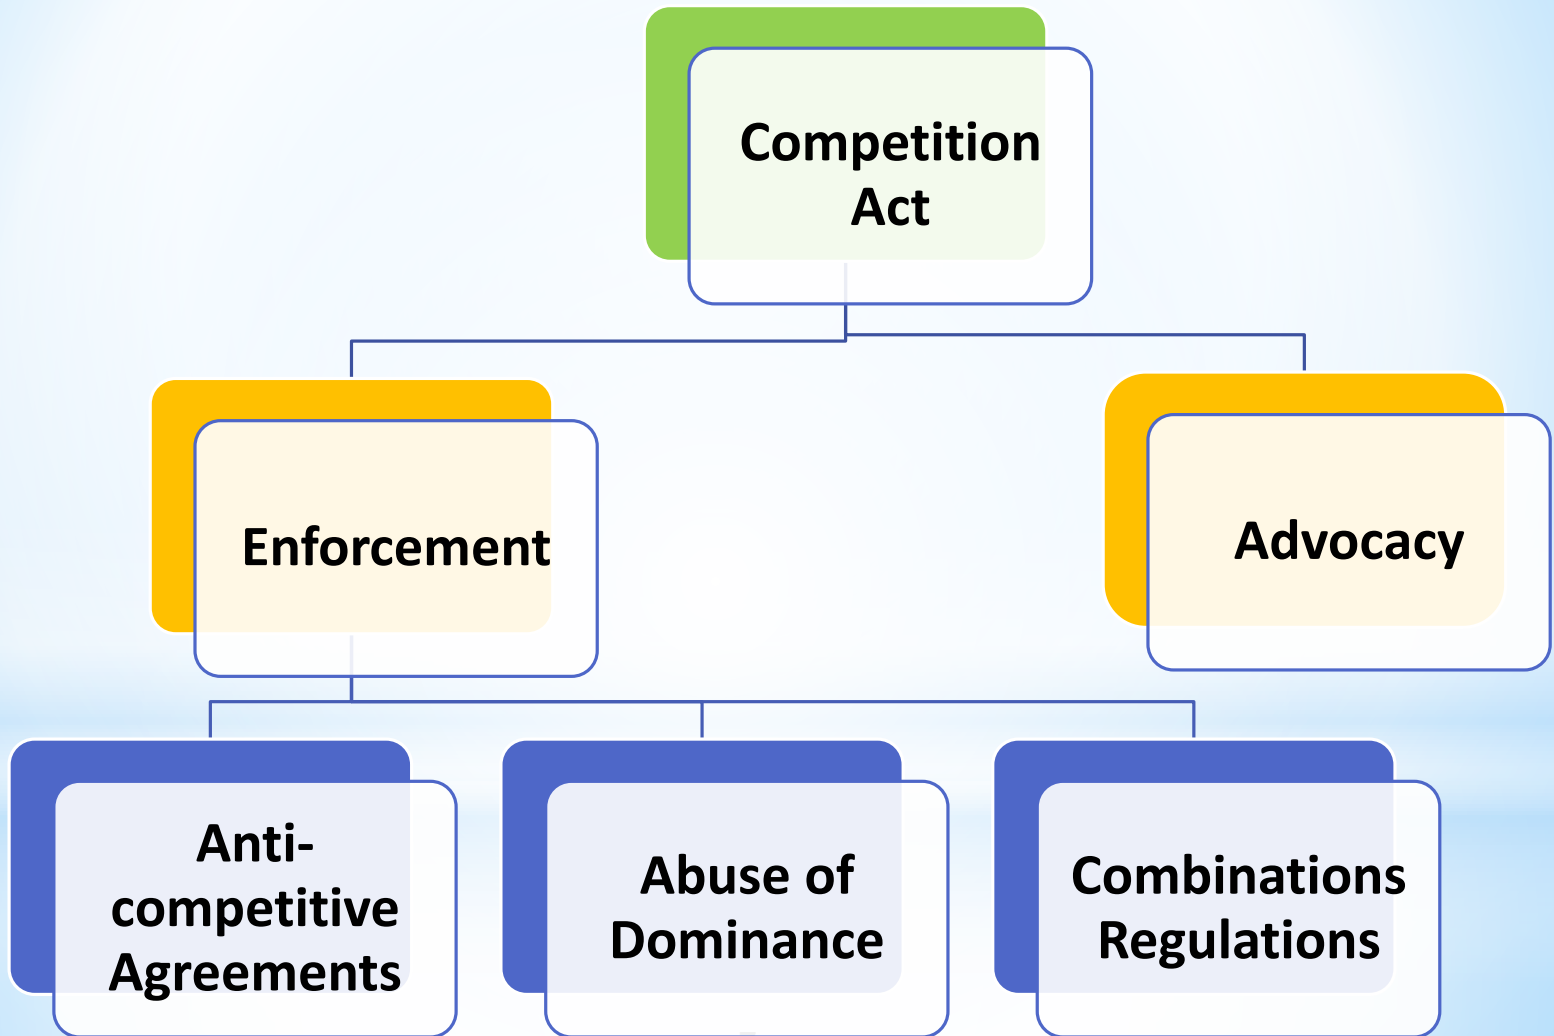 Competition
Act
Enforcement
Advocacy
Anti-
competitive
Agreements
Abuse of
Dominance
Combinations
Regulations